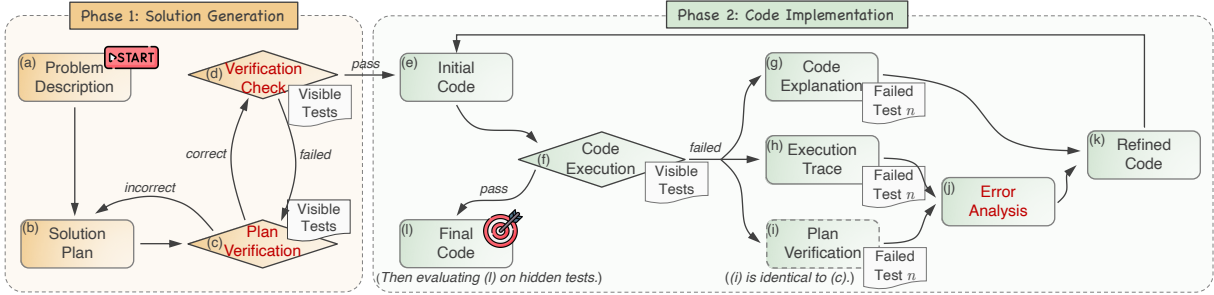 Phase 1: Solution Generation
Phase 2: Code Implementation
(a) Problem
Description
START
(d) Verification
Check
Visible
Tests
pass
correct
failed
incorrect
(b) Solution
Plan
(c) Plan
Verification
Visible
Tests
(e) Initial
Code
(f) Code
Execution
Visible
Tests
failed
pass
(l) Final
Code
(Then evaluating (l) on hidden tests.)
(g) Code
Explanation
Failed
Test n
(h) Execution
Trace
Failed
Test n
(i) Plan
Verification
Failed
Test n
((i) is identical to (c).)
(j) Error
Analysis
(k) Refined
Code